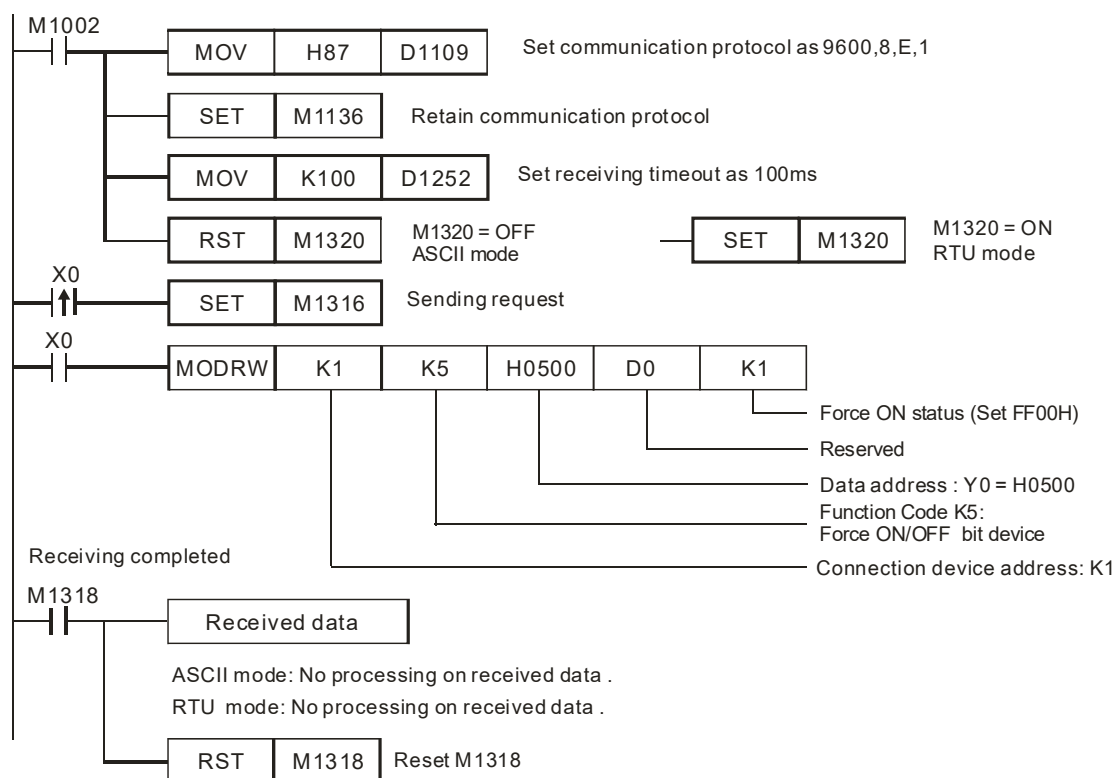 M1002
MOV H87 D1109 Set communication protocol as 9600,8,E,1
SET M1136 Retain communication protocol
MOV K100 D1252 Set receiving timeout as 100ms
RST M1320 M1320 = OFF
ASCII mode
SET M1320 M1320 = ON
RTU mode
X0
SET M1316 Sending request
X0
MODRW K1 K5 H0500 D0 K1
Force ON status (Set FF00H)
Reserved
Data address : Y0 = H0500
Function Code K5:
Force ON/OFF bit device
Connection device address: K1
Receiving completed
M1318
Received data
ASCII mode: No processing on received data .
RTU mode: No processing on received data .
RST M1318 Reset M1318